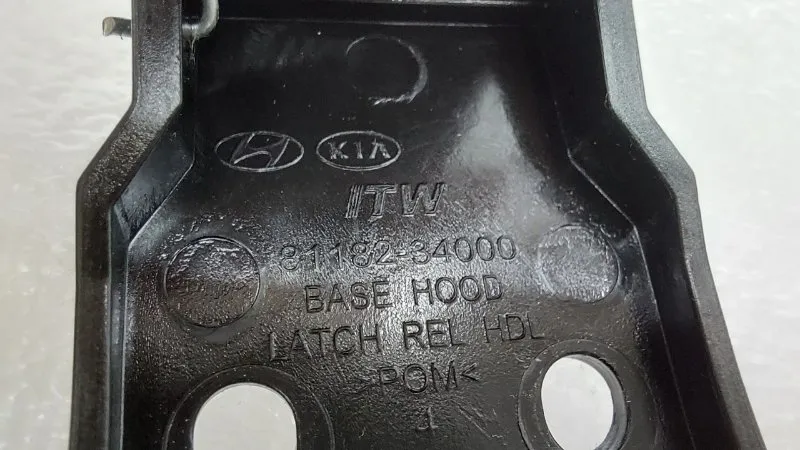 KIA
ITW
81182-34000
BASE HOOD
LATCH REL HDL
>POM<